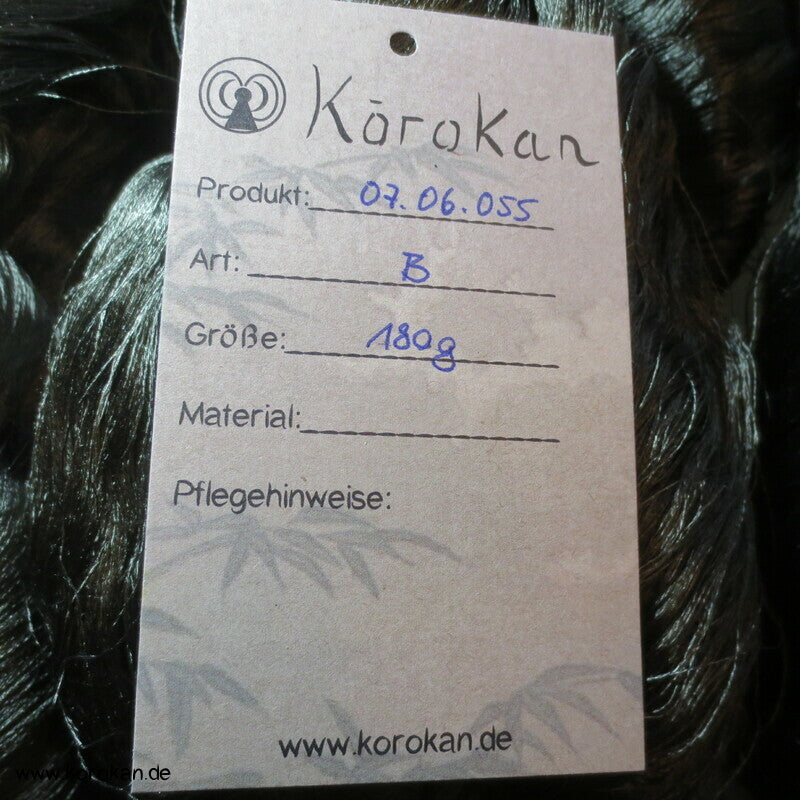 Kōrokan
Produkt: 07.06.055
Art: B
Größe: 180g
Material:
Pflegehinweise:
www.korokan.de
www.korokan.de